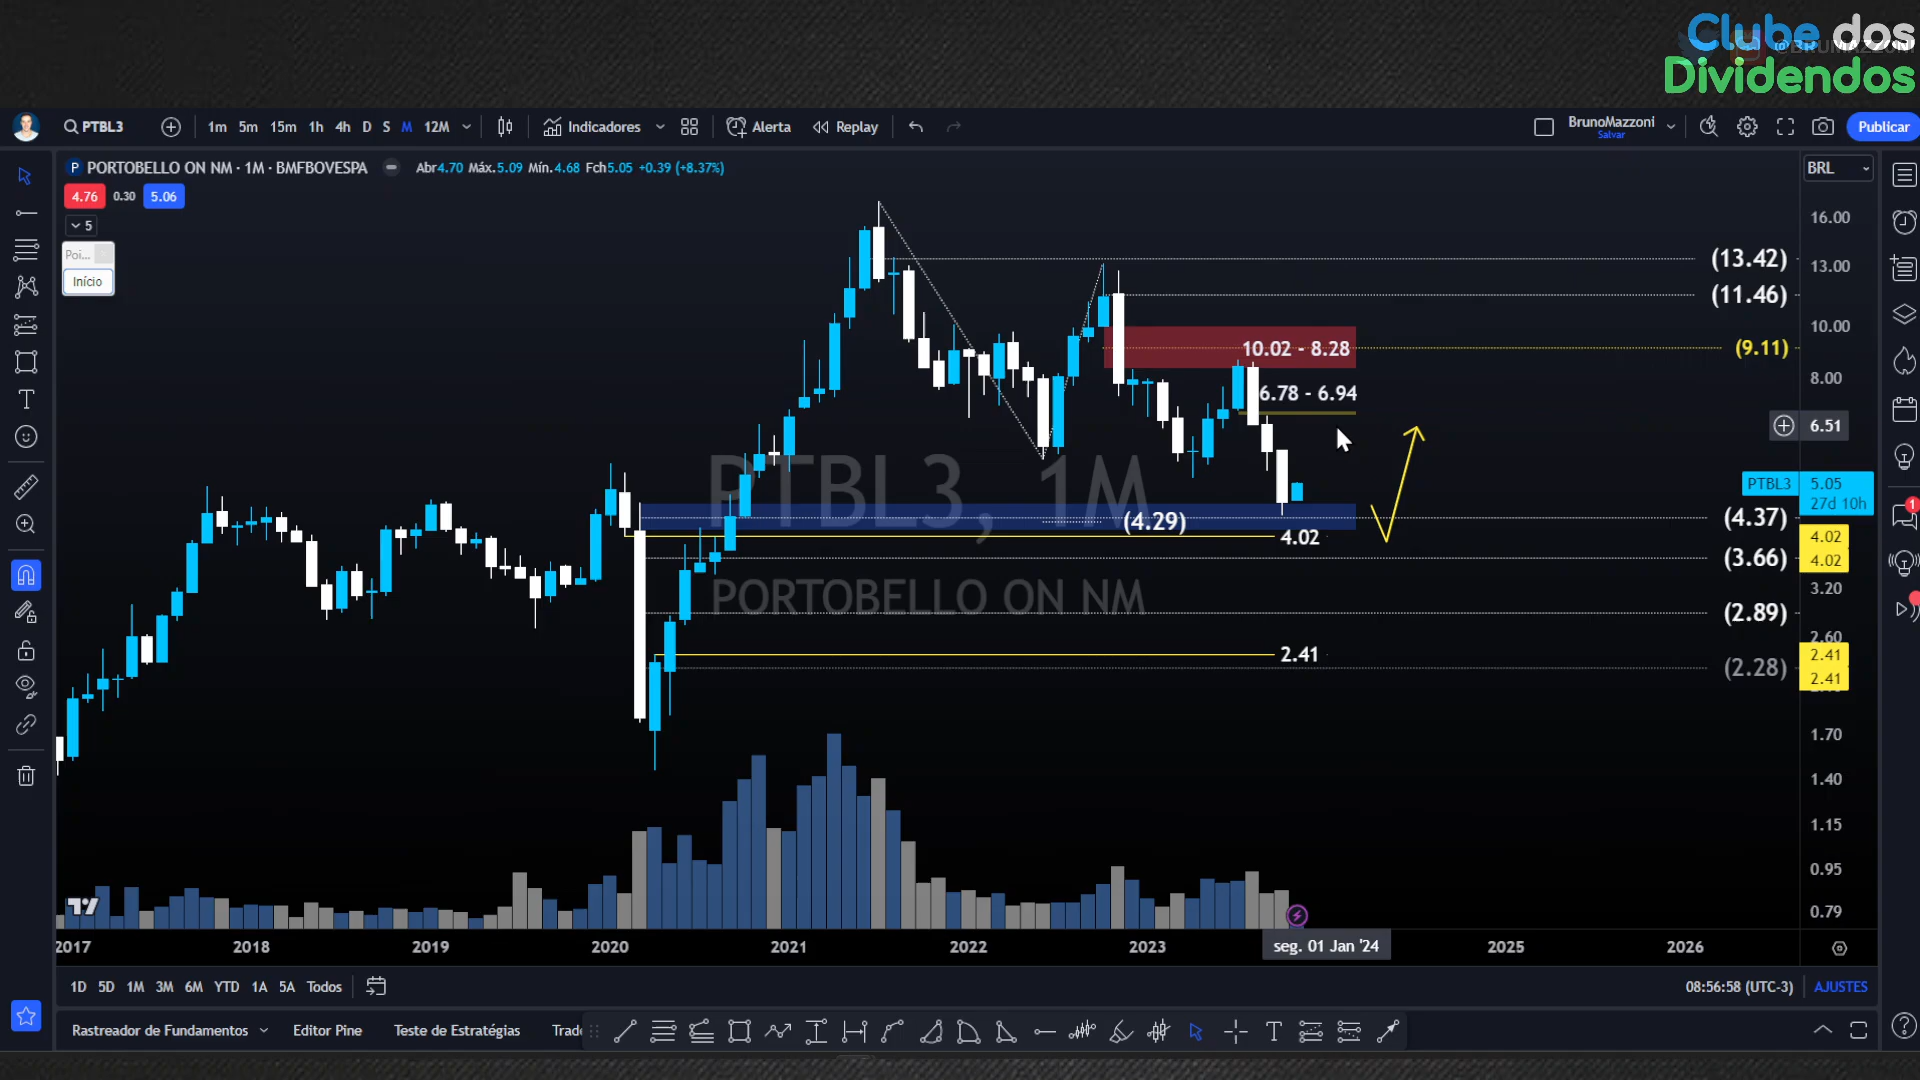 Clube dos
@BRUMAZZONI
Dividendos
PTBL3
1m 5m 15m 1h 4h D S M 12M
Indicadores
Alerta
Replay
BrunoMazzoni
Salvar
Publicar
P PORTOBELLO ON NM · 1M · BMFBOVESPA
Abr4.70 Máx.5.09 Mín.4.68 Fch5.05 +0.39 (+8.37%)
BRL
4.76 0.30 5.06
5
Poi...
Início
16.00
(13.42)
13.00
(11.46)
10.00
10.02 - 8.28
(9.11)
8.00
6.78 - 6.94
6.51
PTBL3, 1M
PORTOBELLO ON NM
PTBL3 5.05
27d 10h
(4.29)
(4.37)
4.02
4.02
4.02
(3.66)
3.20
(2.89)
2.60
2.41
2.41
2.41
(2.28)
1.70
1.40
1.15
0.95
0.79
1
2017 2018 2019 2020 2021 2022 2023 seg. 01 Jan '24 2025 2026
1D 5D 1M 3M 6M YTD 1A 5A Todos
08:56:58 (UTC-3)
AJUSTES
Rastreador de Fundamentos
Editor Pine
Teste de Estratégias
Trad